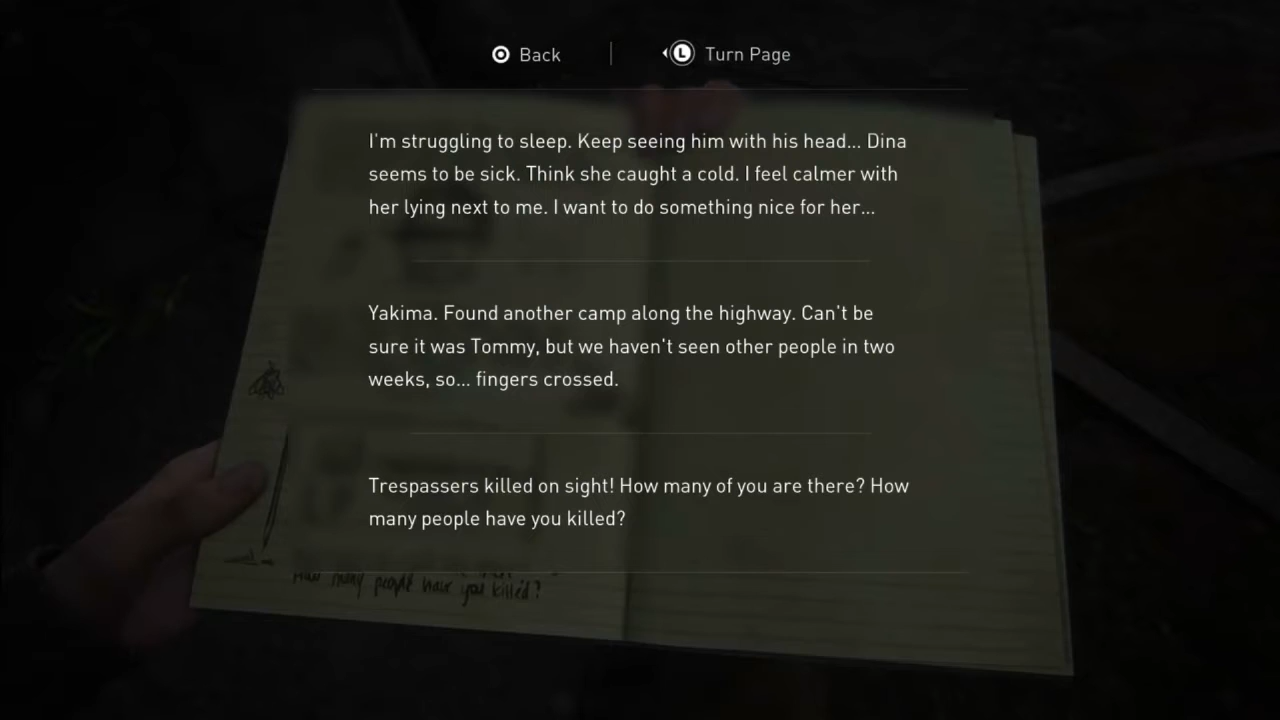 Back | L Turn Page
I'm struggling to sleep. Keep seeing him with his head... Dina
seems to be sick. Think she caught a cold. I feel calmer with
her lying next to me. I want to do something nice for her...
Yakima. Found another camp along the highway. Can't be
sure it was Tommy, but we haven't seen other people in two
weeks, so... fingers crossed.
Trespassers killed on sight! How many of you are there? How
many people have you killed?
How many people have you killed?